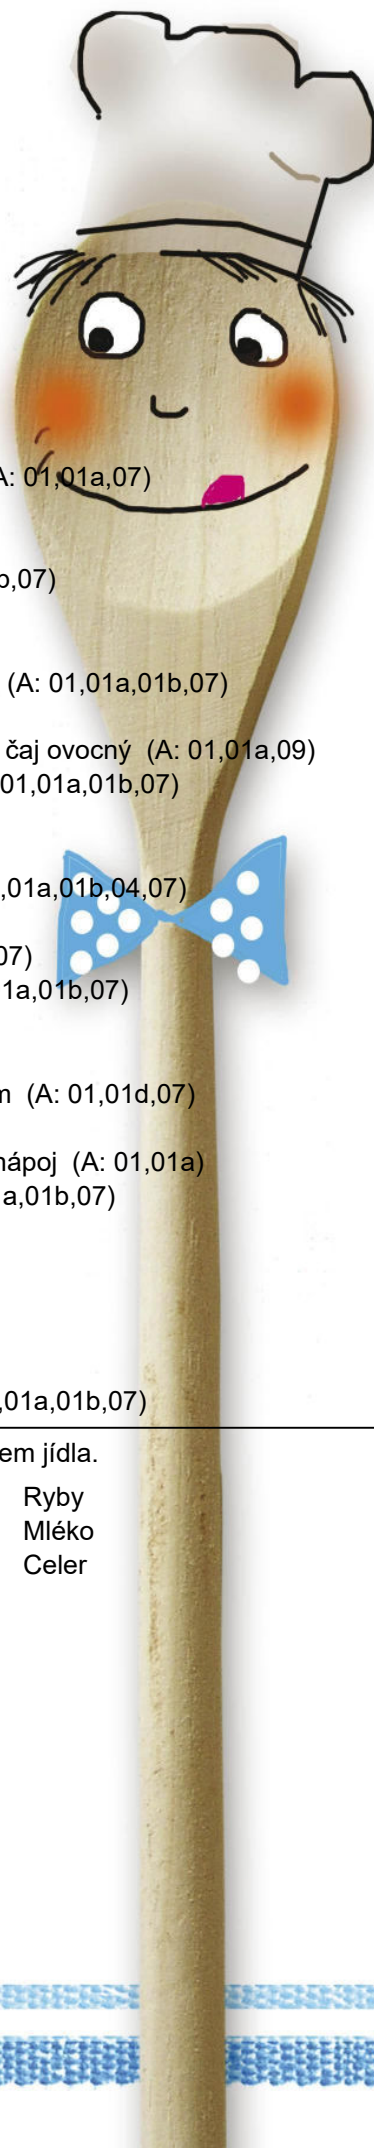 A: 01,01a,07)
b,07)
(A: 01,01a,01b,07)
čaj ovocný (A: 01,01a,09)
01,01a,01b,07)
,01a,01b,04,07)
07)
1a,01b,07)
m (A: 01,01d,07)
nápoj (A: 01,01a)
a,01b,07)
,01a,01b,07)
em jídla.
Ryby
Mléko
Celer